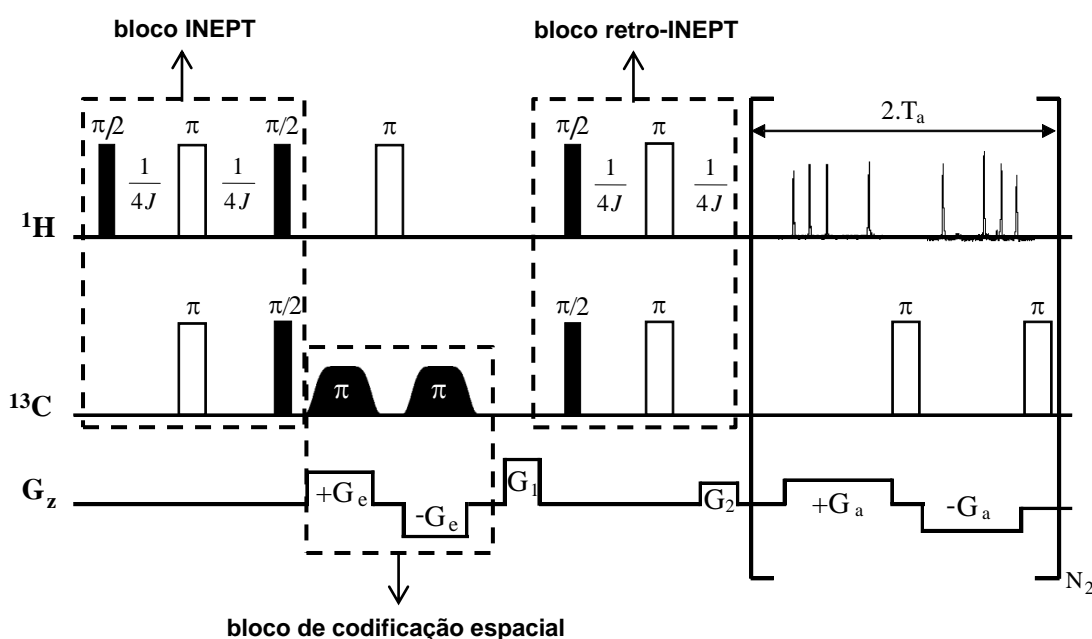 bloco INEPT
bloco retro-INEPT
2.Tₐ
π/2 π π/2 π π/2 π
1/4J 1/4J 1/4J 1/4J
¹H
π π/2 π/2 π π π
π π
¹³C
G_z
+Gₑ -Gₑ G₁ G₂ +Gₐ -Gₐ
N₂
bloco de codificação espacial